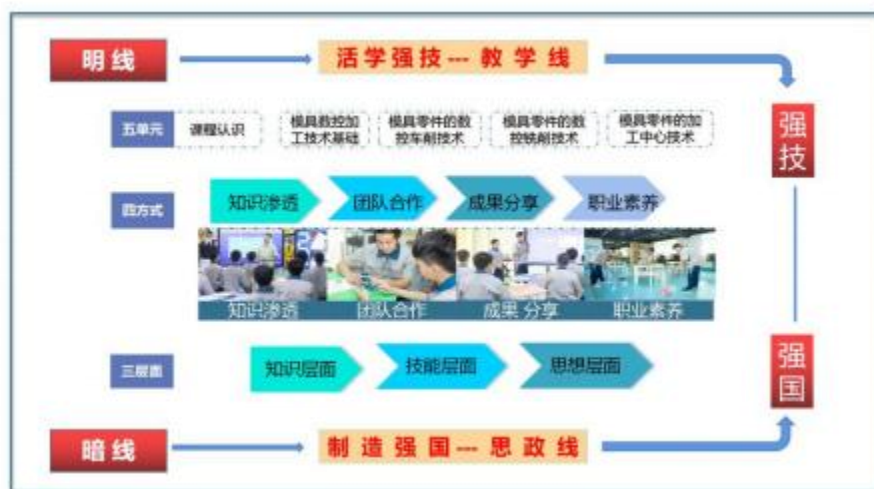 明线
活学强技---教学线
五单元
课程认识
模具数控加
工技术基础
模具零件的数
控车削技术
模具零件的数
控铣削技术
模具零件的加
工中心技术
强技
四方式
知识渗透
团队合作
成果分享
职业素养
知识渗透
团队合作
成果 分享
职业素养
三层面
知识层面
技能层面
思想层面
强国
暗线
制造强国---思政线